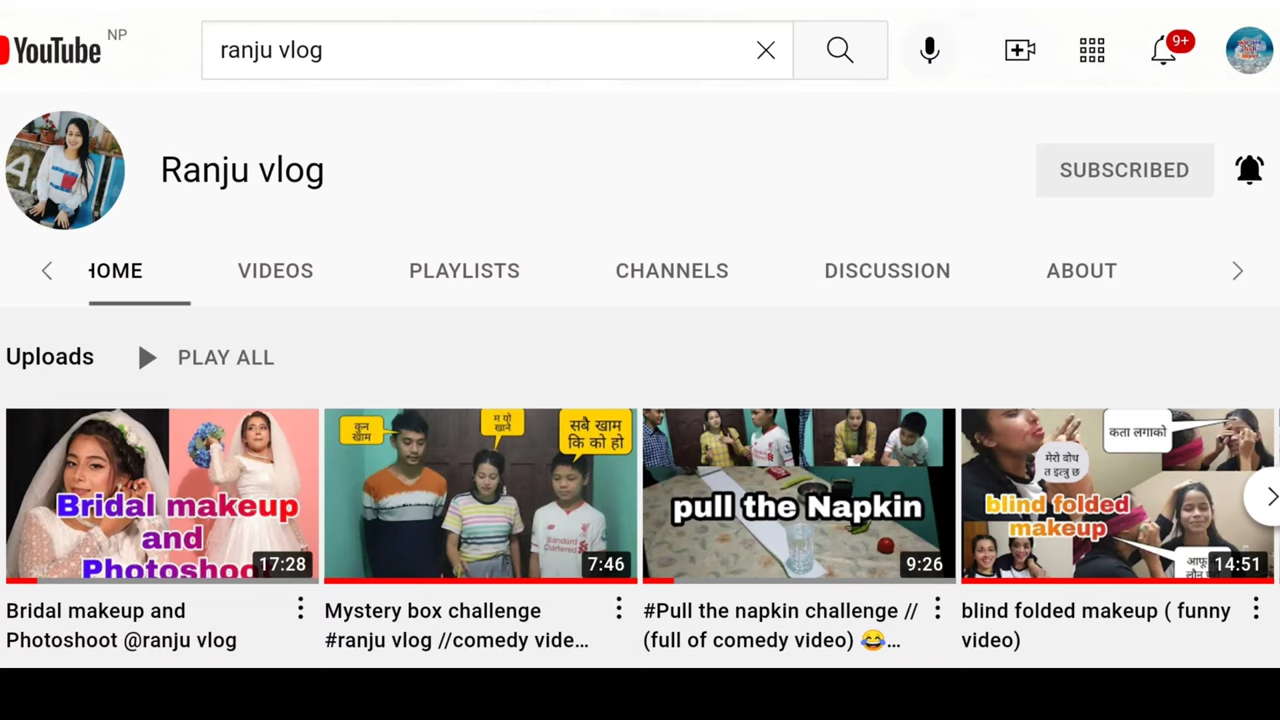 YouTube NP
ranju vlog
9+
Ranju vlog
SUBSCRIBED
HOME VIDEOS PLAYLISTS CHANNELS DISCUSSION ABOUT
Uploads PLAY ALL
Bridal makeup
and
Photoshoot
17:28
कुन
खाम
म यो
खाने
सबै खाम
कि को हो
Standard
Chartered
7:46
pull the Napkin
9:26
कता लगाको
मेरो वोथ
blind folded
makeup
14:51
Bridal makeup and
Photoshoot @ranju vlog
Mystery box challenge
#ranju vlog //comedy vide...
#Pull the napkin challenge //
(full of comedy video) 😂...
blind folded makeup ( funny
video)